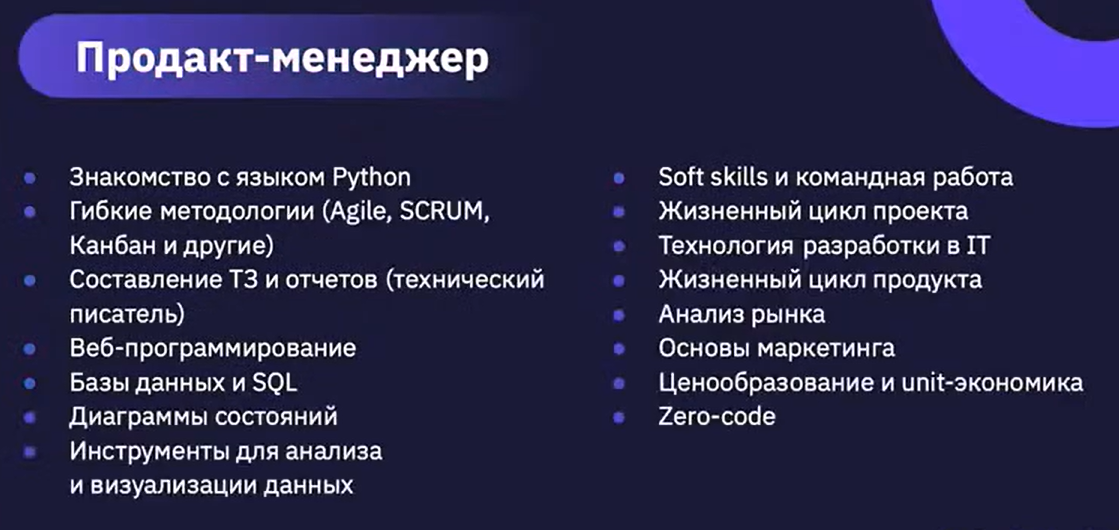 Продакт-менеджер
Знакомство с языком Python
Гибкие методологии (Agile, SCRUM,
Канбан и другие)
Составление ТЗ и отчетов (технический
писатель)
Веб-программирование
Базы данных и SQL
Диаграммы состояний
Инструменты для анализа
и визуализации данных
Soft skills и командная работа
Жизненный цикл проекта
Технология разработки в IT
Жизненный цикл продукта
Анализ рынка
Основы маркетинга
Ценообразование и unit-экономика
Zero-code